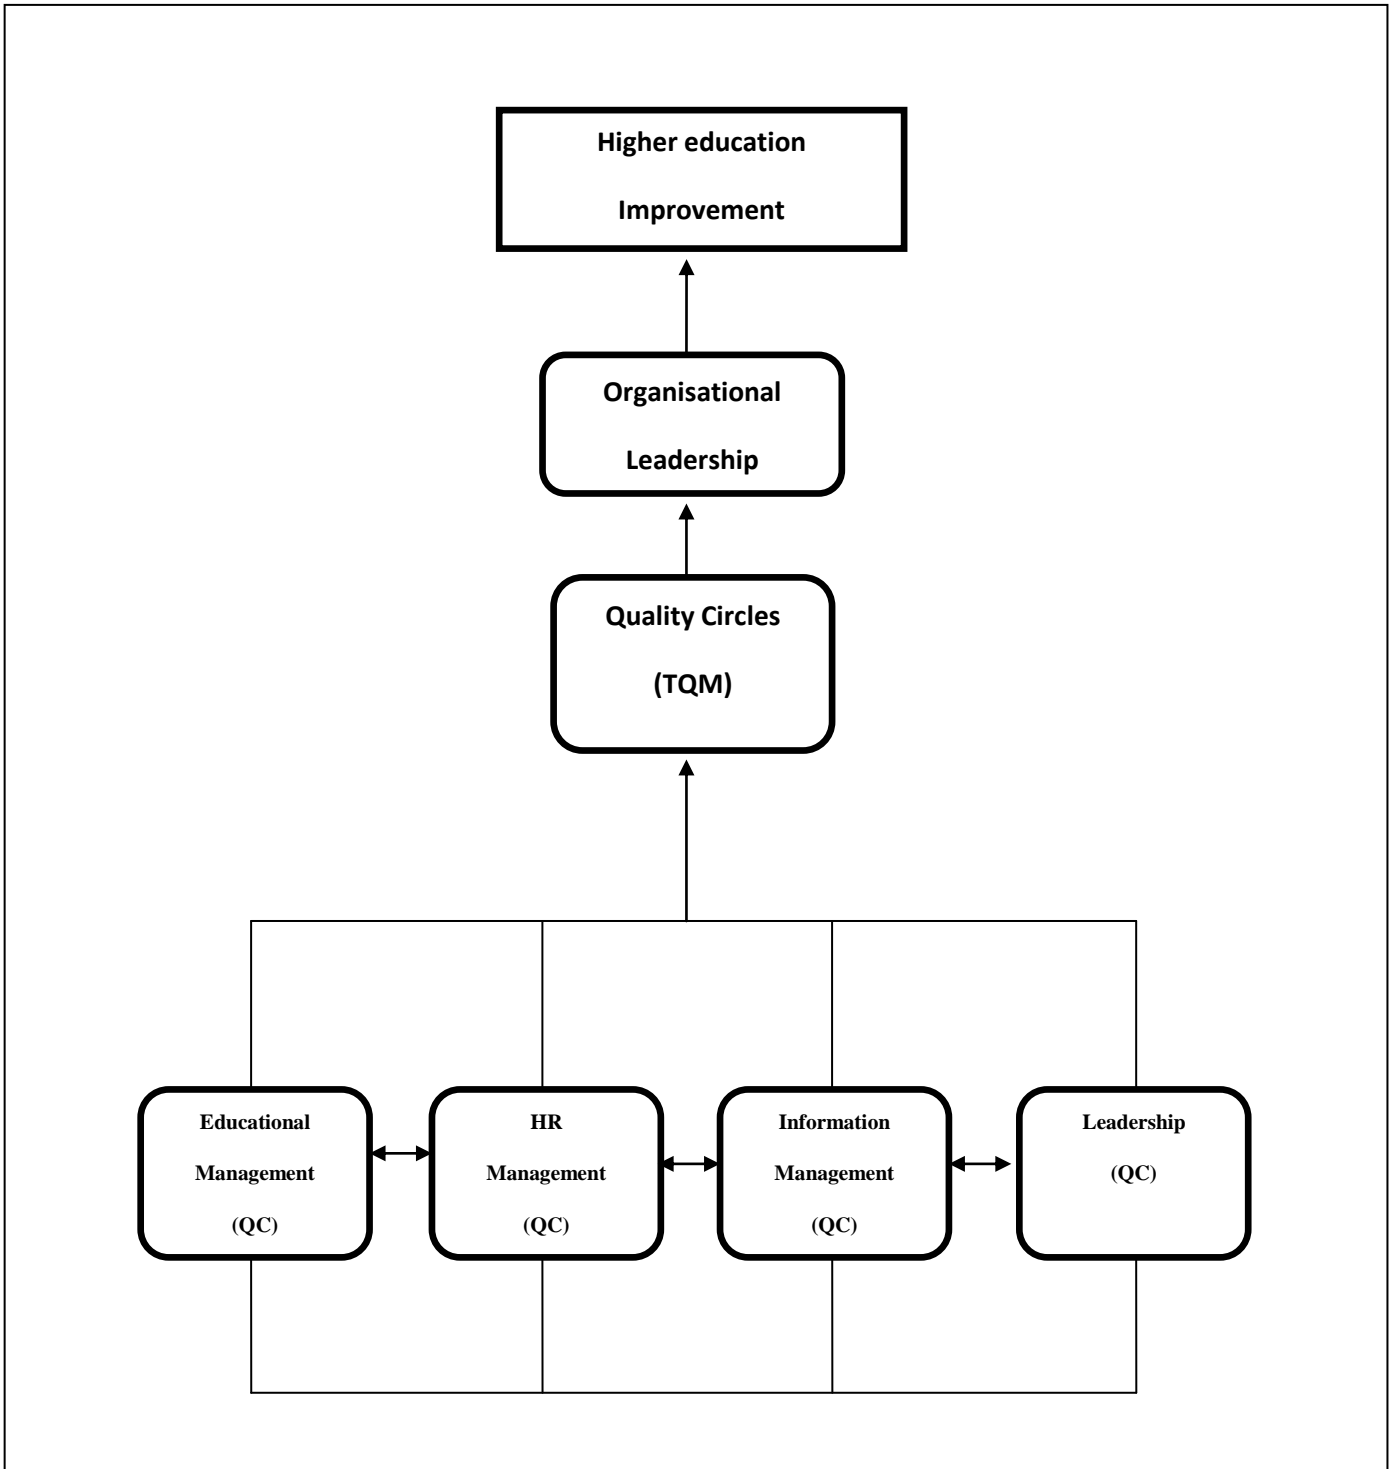 Higher education
Improvement
Organisational
Leadership
Quality Circles
(TQM)
Educational
Management
(QC)
HR
Management
(QC)
Information
Management
(QC)
Leadership
(QC)